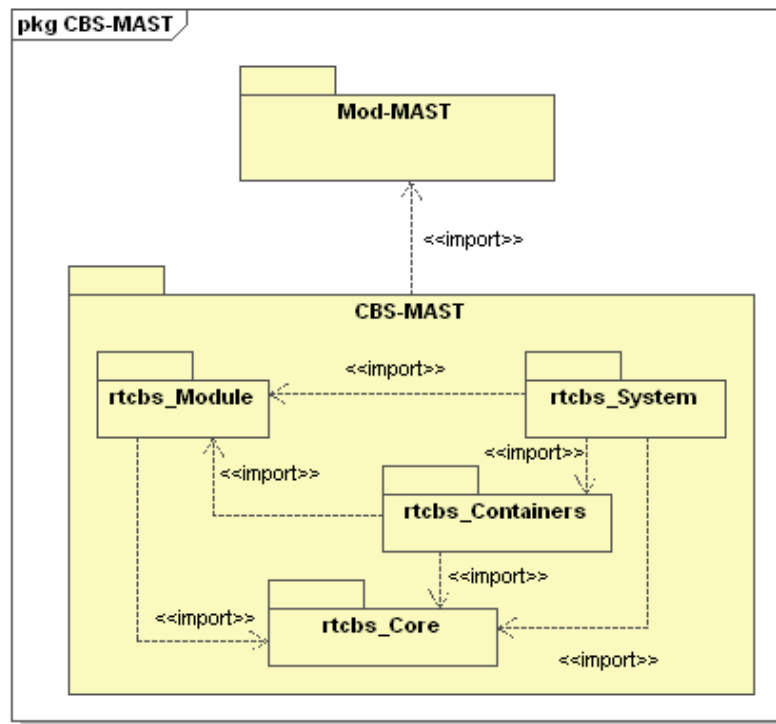 pkg CBS-MAST
Mod-MAST
<<import>>
CBS-MAST
<<import>>
rtcbs_Module
rtcbs_System
<<import>>
<<import>>
rtcbs_Containers
<<import>>
<<import>>
rtcbs_Core
<<import>>